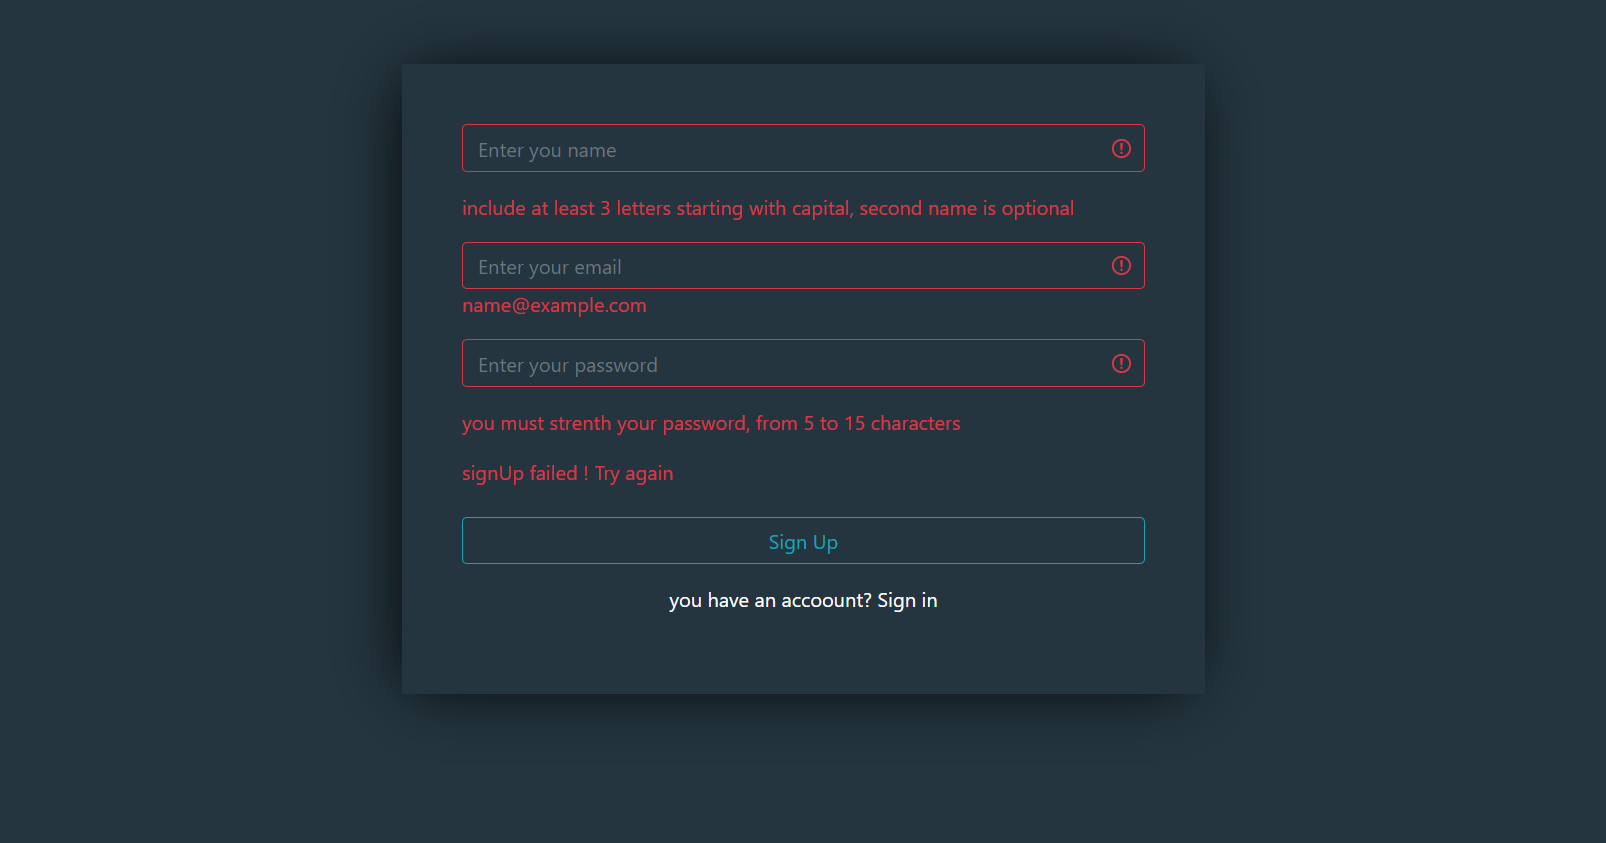 Enter you name
include at least 3 letters starting with capital, second name is optional
Enter your email
name@example.com
Enter your password
you must strenth your password, from 5 to 15 characters
signUp failed ! Try again
Sign Up
you have an accoount? Sign in